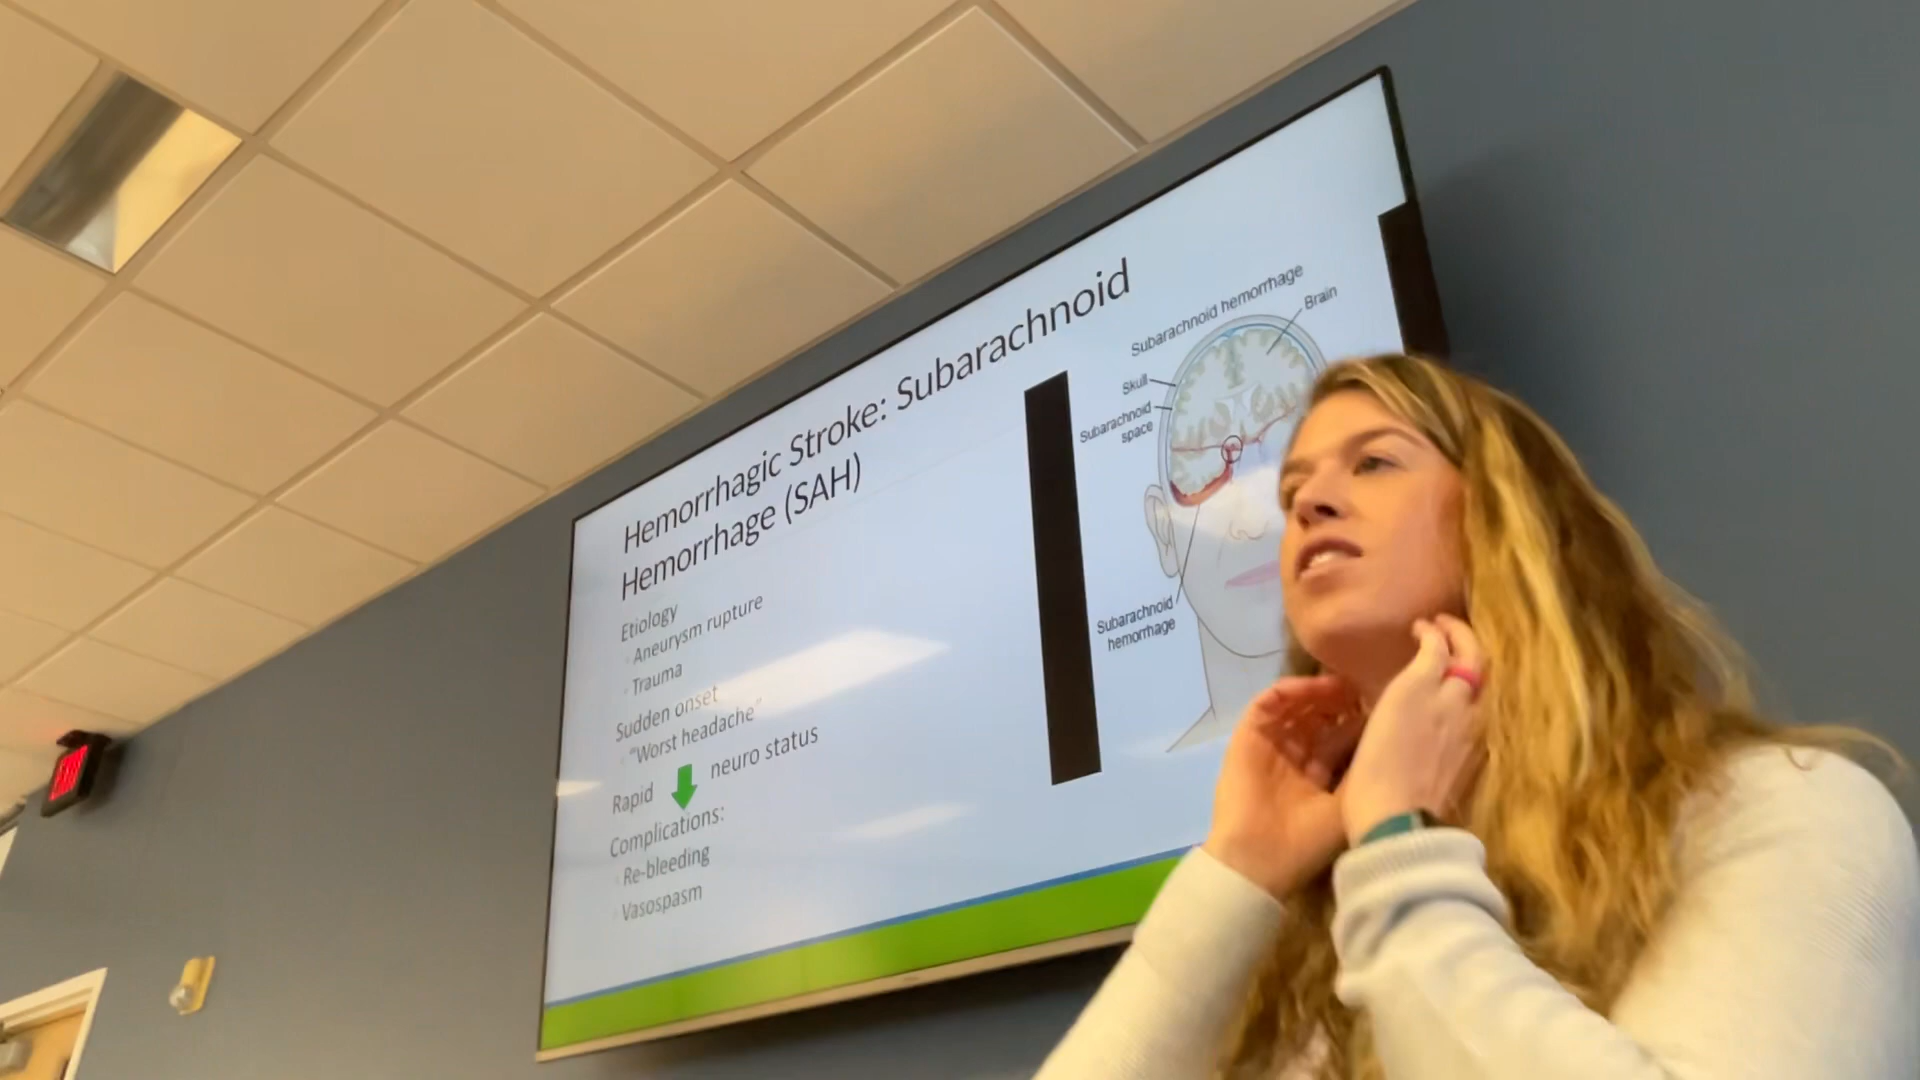 Hemorrhagic Stroke: Subarachnoid
Hemorrhage (SAH)
Etiology
Aneurysm rupture
Trauma
Sudden onset
"Worst headache"
Rapid neuro status
Complications:
Re-bleeding
Vasospasm
Subarachnoid hemorrhage
Brain
Skull
Subarachnoid
space
Subarachnoid
hemorrhage